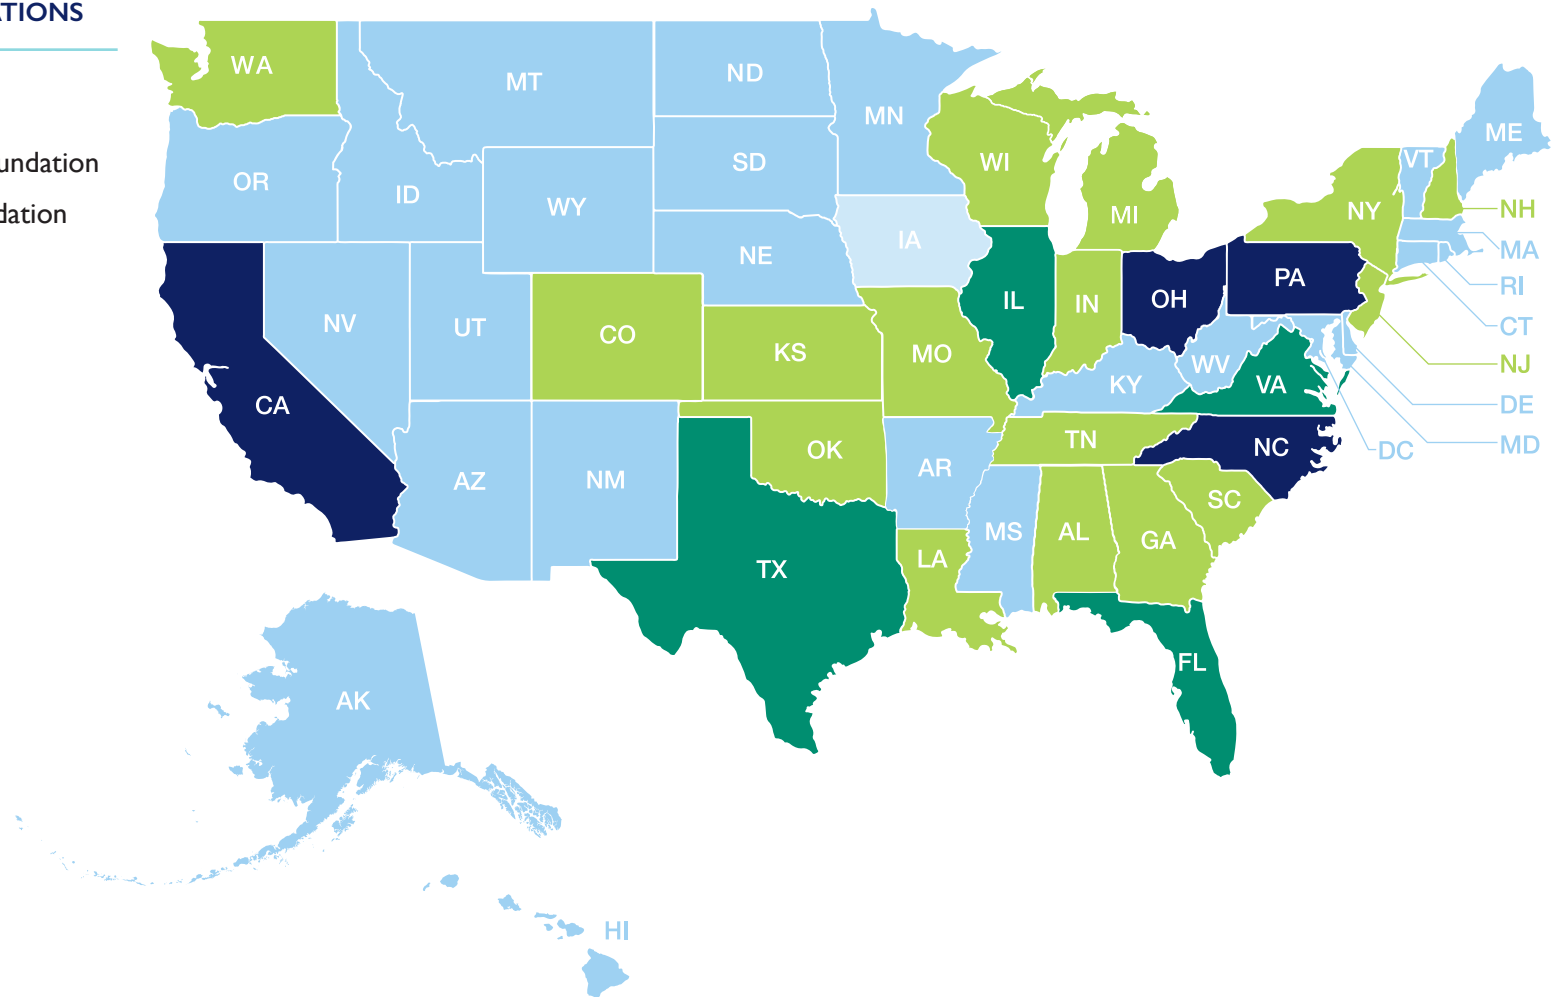 ATIONS
undation
dation
WA
MT
ND
MN
WI
MI
ME
VT
NH
NY
MA
RI
CT
NJ
DE
MD
DC
OR
ID
WY
SD
NE
IA
IL
IN
OH
PA
NV
UT
CO
KS
MO
KY
WV
VA
CA
AZ
NM
OK
AR
TN
NC
SC
MS
AL
GA
LA
TX
FL
AK
HI